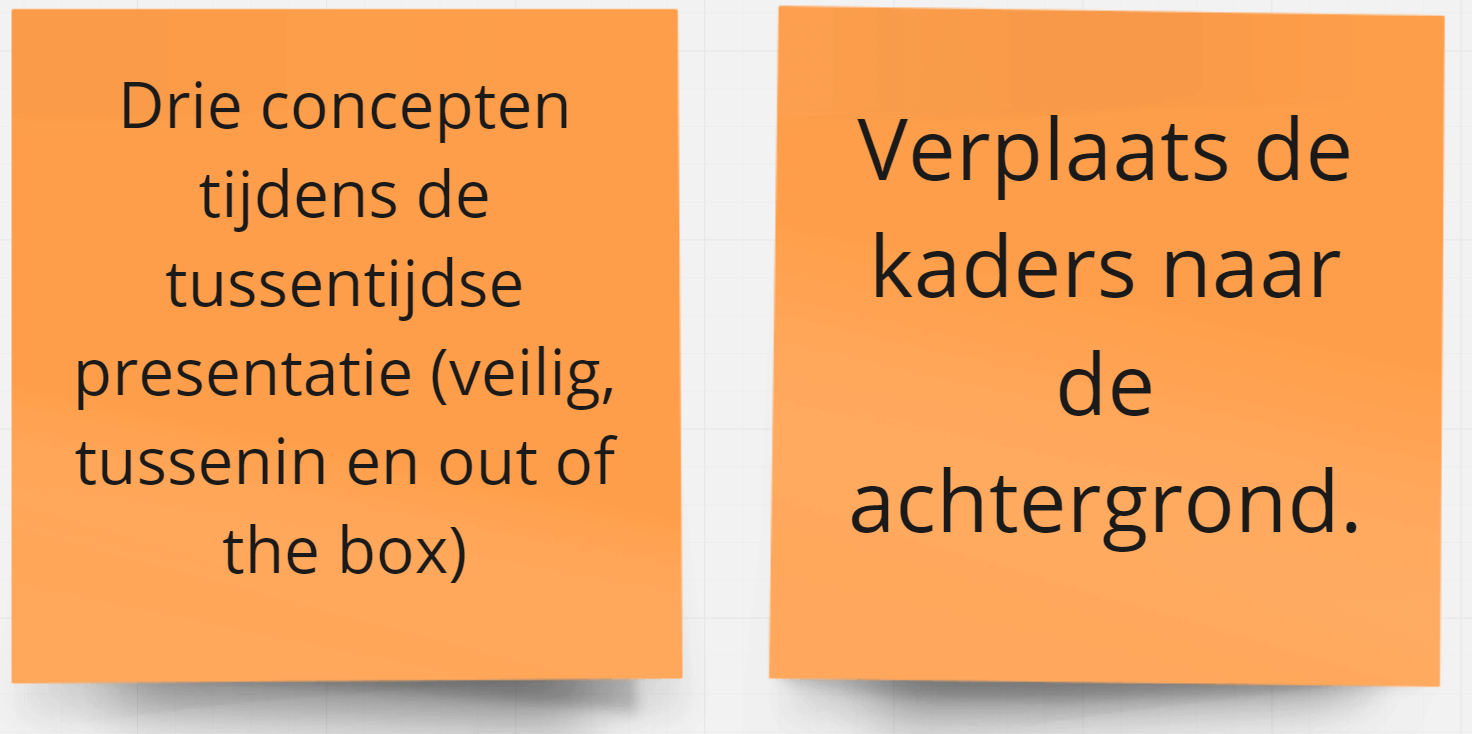 Drie concepten
tijdens de
tussentijdse
presentatie (veilig,
tussenin en out of
the box)
Verplaats de
kaders naar
de
achtergrond.